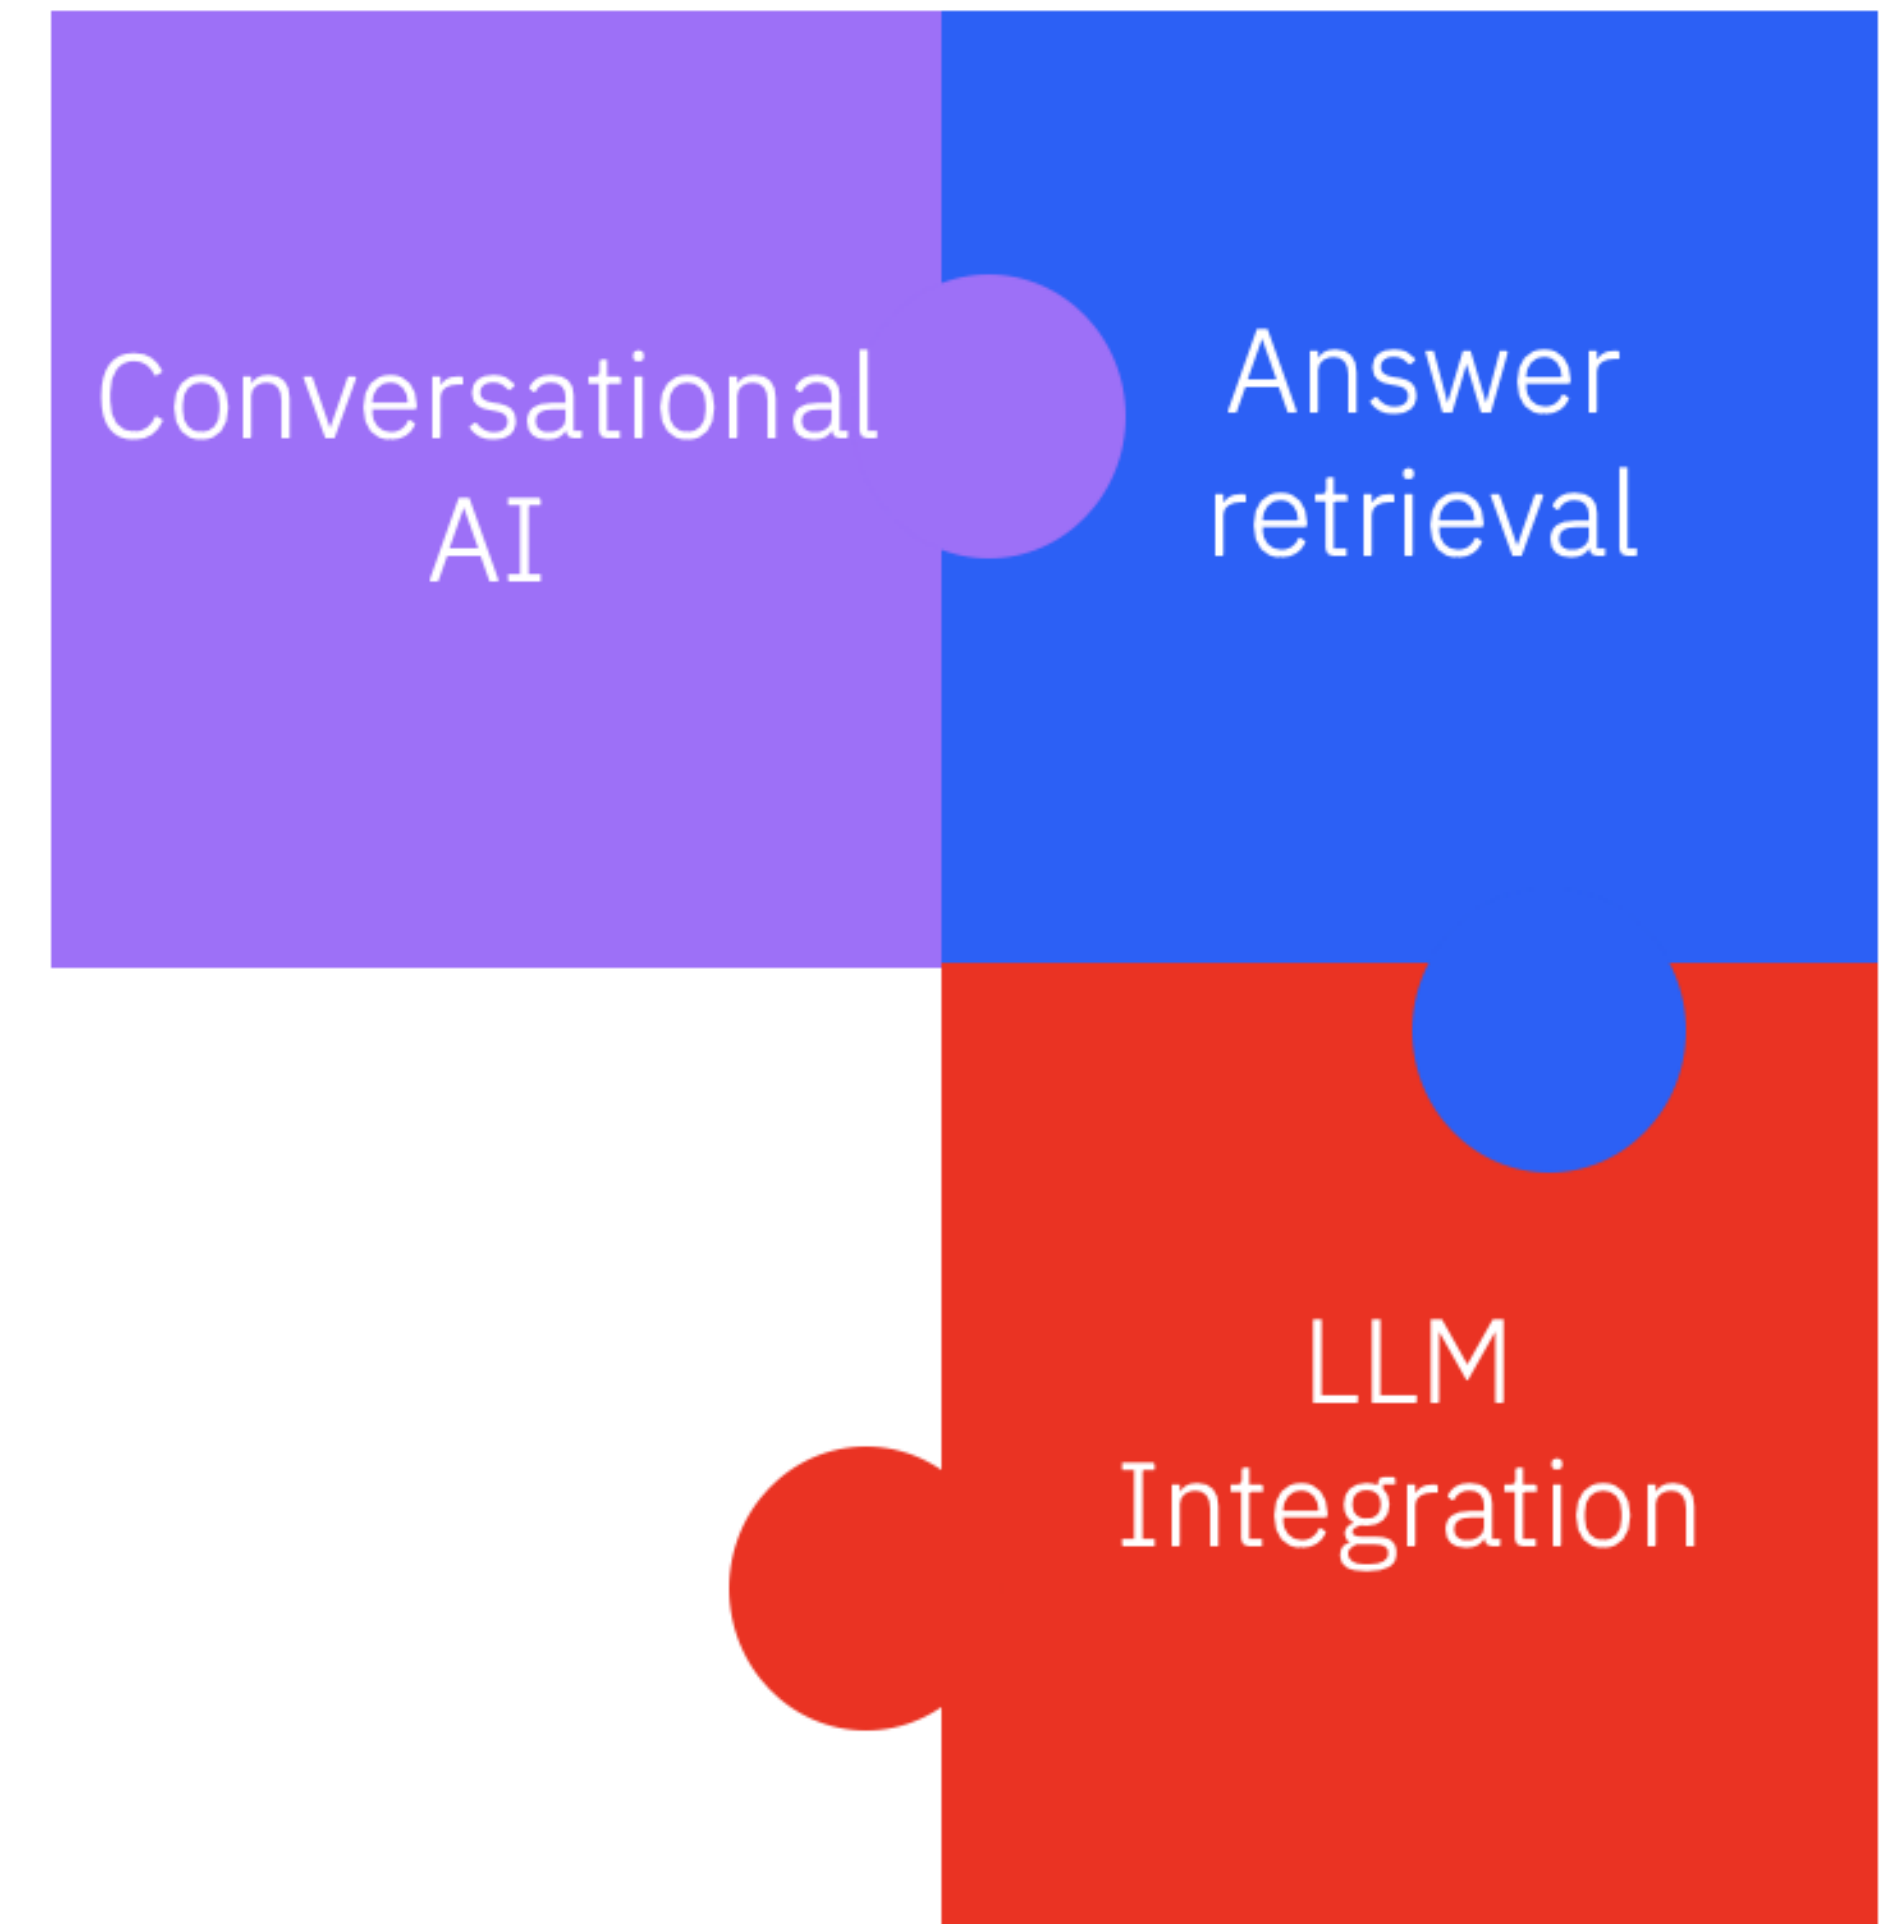 Conversational
AI
Answer
retrieval
LLM
Integration